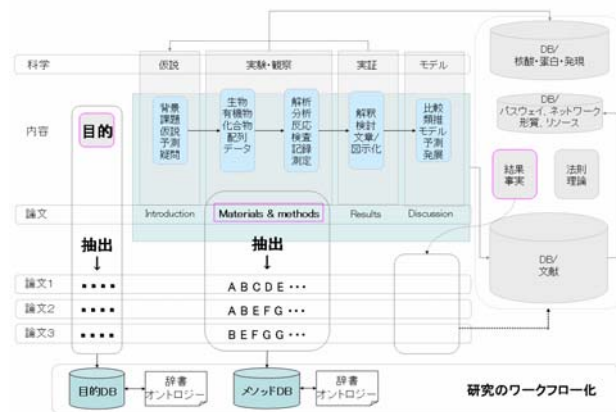 科学
仮説
実験・観察
実証
モデル
DB/
核酸・蛋白・発現
DB/
パスウェイ, ネットワーク
形質, リソース
内容
目的
背景
課題
仮説
予測
疑問
生物
有機物
化合物
配列
データ
解析
分析
反応
検査
記録
測定
解釈
検討
文章/
図示化
比較
類推
モデル
予測
発展
結果
事実
法則
理論
論文
Introduction
Materials & methods
Results
Discussion
抽出
抽出
DB/
文献
論文1
・・・・
A B C D E ・・・
論文2
・・・・
A B E F G ・・・
論文3
・・・・
B E F G G ・・・
目的DB
辞書
オントロジー
メソッドDB
辞書
オントロジー
研究のワークフロー化